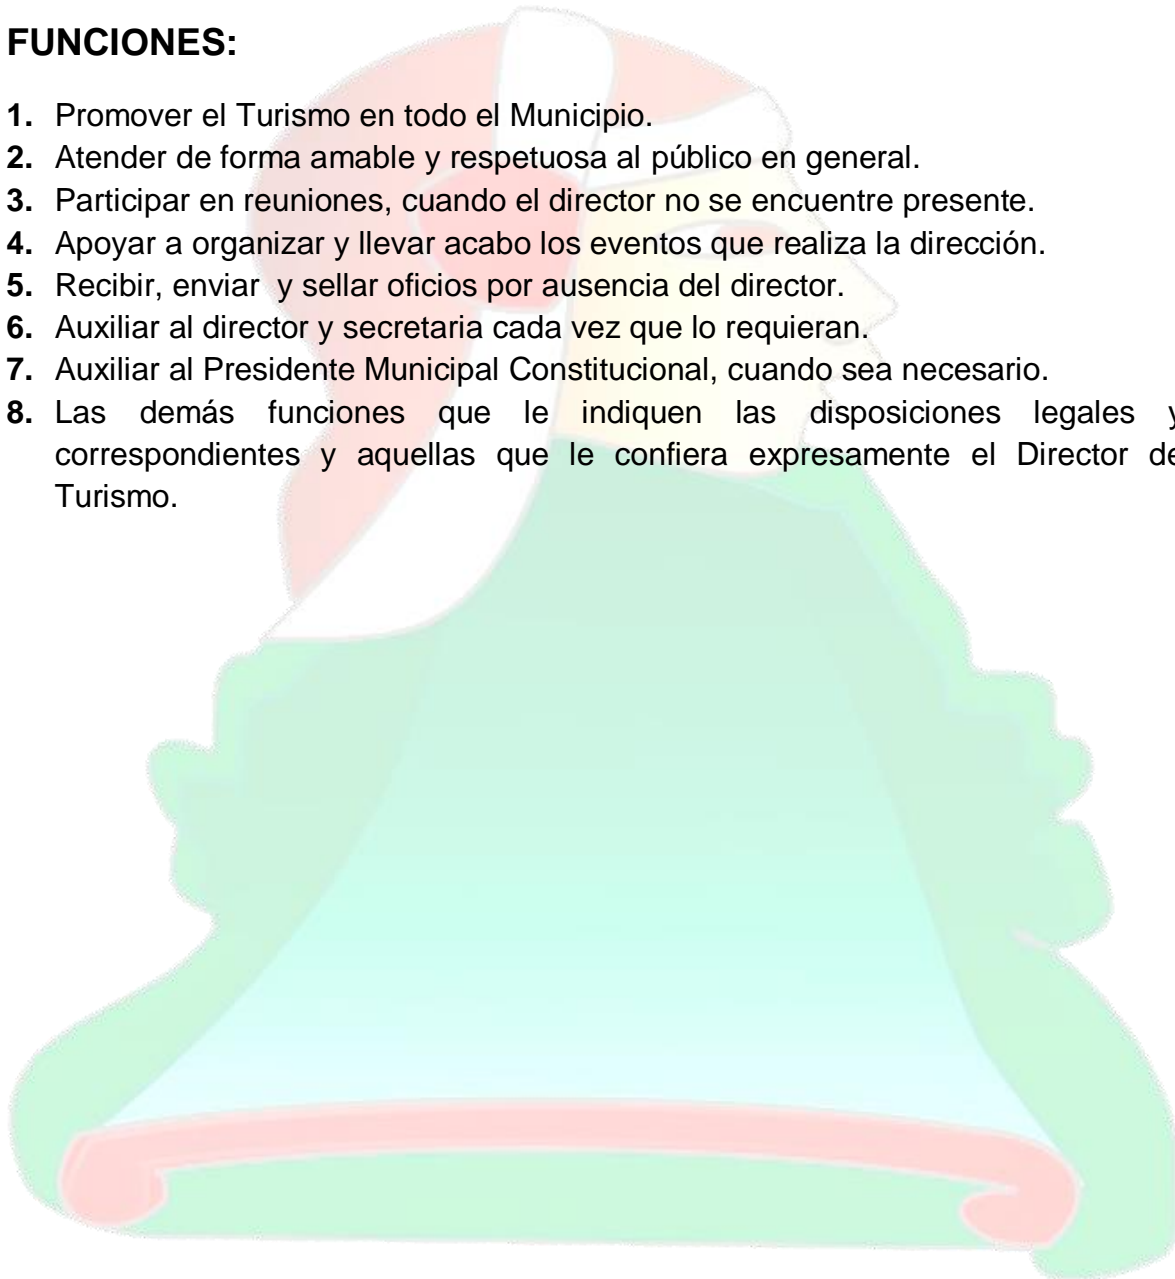 FUNCIONES:
1. Promover el Turismo en todo el Municipio.
2. Atender de forma amable y respetuosa al público en general.
3. Participar en reuniones, cuando el director no se encuentre presente.
4. Apoyar a organizar y llevar acabo los eventos que realiza la dirección.
5. Recibir, enviar  y sellar oficios por ausencia del director.
6. Auxiliar al director y secretaria cada vez que lo requieran.
7. Auxiliar al Presidente Municipal Constitucional, cuando sea necesario.
8. Las demás funciones que le indiquen las disposiciones legales y
correspondientes y aquellas que le confiera expresamente el Director de
Turismo.